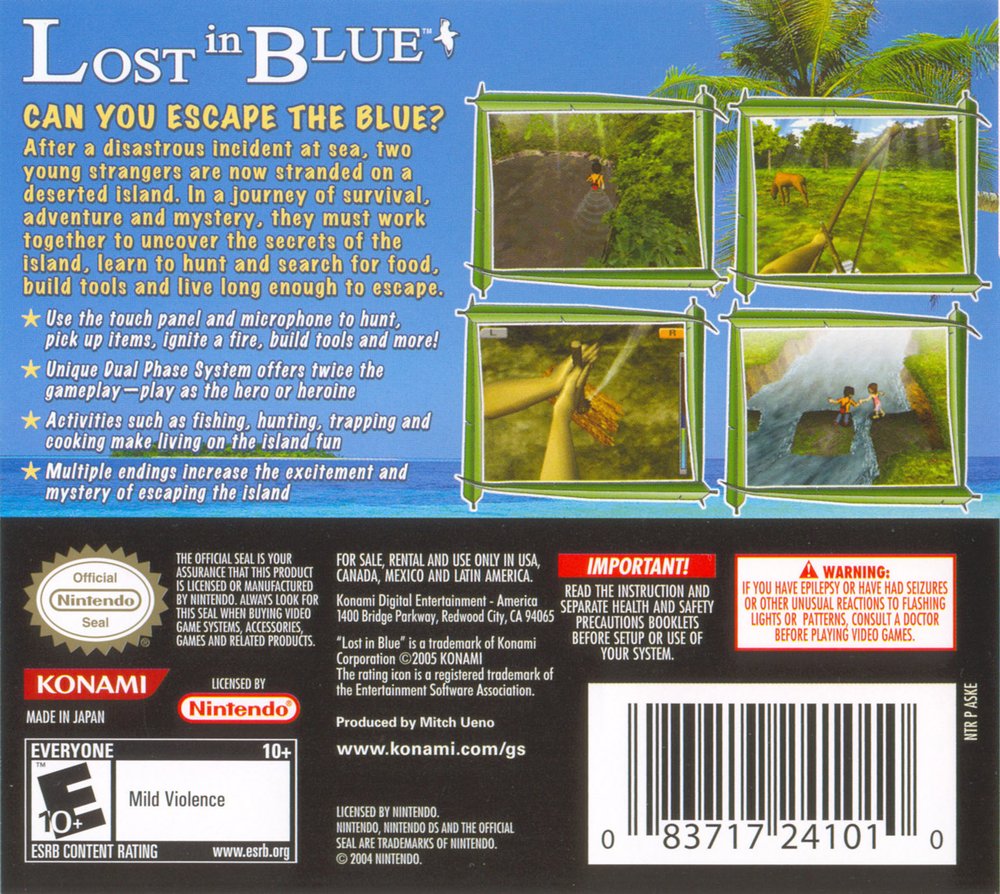 LOST in BLUE™
CAN YOU ESCAPE THE BLUE?
After a disastrous incident at sea, two
young strangers are now stranded on a
deserted island. In a journey of survival,
adventure and mystery, they must work
together to uncover the secrets of the
island, learn to hunt and search for food,
build tools and live long enough to escape.
Use the touch panel and microphone to hunt,
pick up items, ignite a fire, build tools and more!
Unique Dual Phase System offers twice the
gameplay—play as the hero or heroine
Activities such as fishing, hunting, trapping and
cooking make living on the island fun
Multiple endings increase the excitement and
mystery of escaping the island
L
R
Official
Nintendo
Seal
®
THE OFFICIAL SEAL IS YOUR
ASSURANCE THAT THIS PRODUCT
IS LICENSED OR MANUFACTURED
BY NINTENDO. ALWAYS LOOK FOR
THIS SEAL WHEN BUYING VIDEO
GAME SYSTEMS, ACCESSORIES,
GAMES AND RELATED PRODUCTS.
KONAMI
MADE IN JAPAN
LICENSED BY
Nintendo®
EVERYONE 10+
TM
E
10+
®
Mild Violence
ESRB CONTENT RATING www.esrb.org
FOR SALE, RENTAL AND USE ONLY IN USA,
CANADA, MEXICO AND LATIN AMERICA.
Konami Digital Entertainment - America
1400 Bridge Parkway, Redwood City, CA 94065
"Lost in Blue" is a trademark of Konami
Corporation ©2005 KONAMI
The rating icon is a registered trademark of
the Entertainment Software Association.
Produced by Mitch Ueno
www.konami.com/gs
LICENSED BY NINTENDO.
NINTENDO, NINTENDO DS AND THE OFFICIAL
SEAL ARE TRADEMARKS OF NINTENDO.
© 2004 NINTENDO.
IMPORTANT!
READ THE INSTRUCTION AND
SEPARATE HEALTH AND SAFETY
PRECAUTIONS BOOKLETS
BEFORE SETUP OR USE OF
YOUR SYSTEM.
WARNING:
IF YOU HAVE EPILEPSY OR HAVE HAD SEIZURES
OR OTHER UNUSUAL REACTIONS TO FLASHING
LIGHTS OR PATTERNS, CONSULT A DOCTOR
BEFORE PLAYING VIDEO GAMES.
NTR P ASKE
0 83717 24101 0